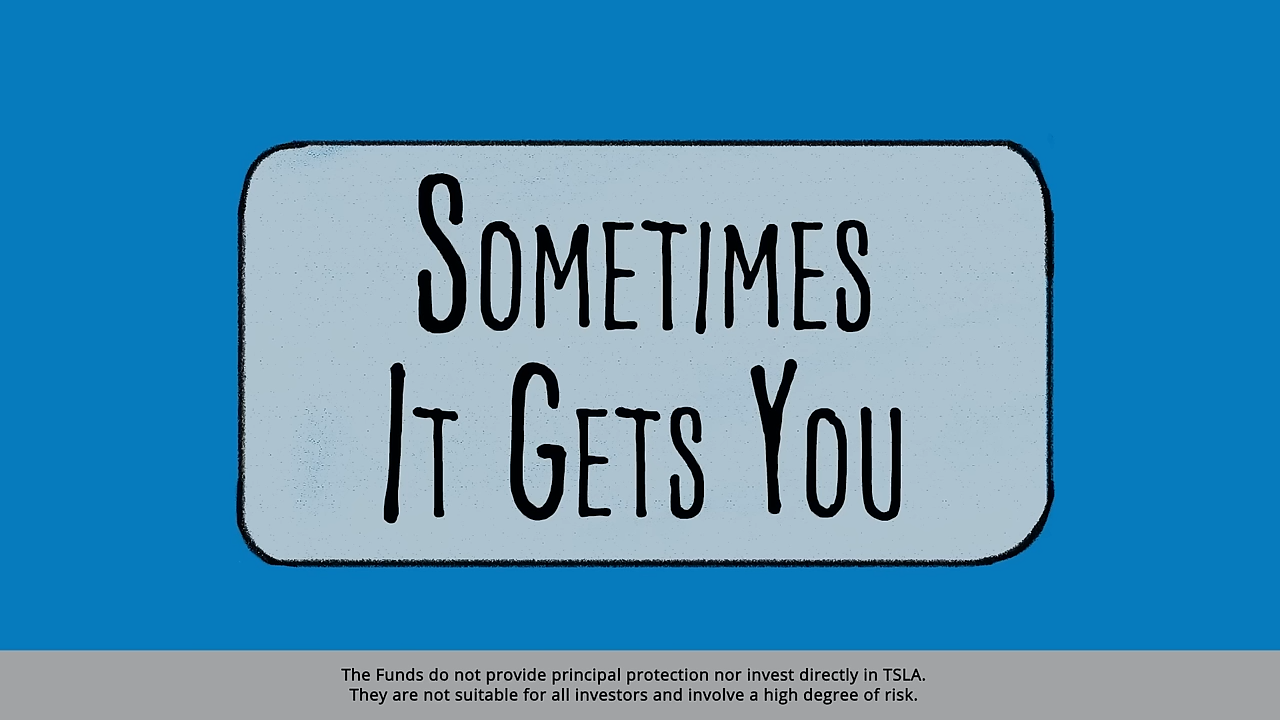 Sometimes
It Gets You
The Funds do not provide principal protection nor invest directly in TSLA.
They are not suitable for all investors and involve a high degree of risk.